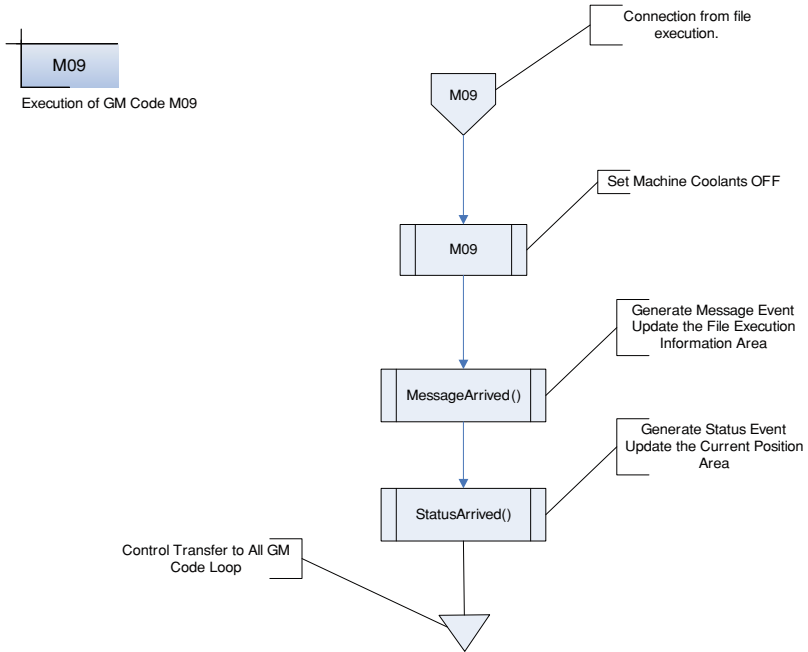 M09
Execution of GM Code M09
Connection from file
execution.
M09
Set Machine Coolants OFF
M09
Generate Message Event
Update the File Execution
Information Area
MessageArrived()
Generate Status Event
Update the Current Position
Area
StatusArrived()
Control Transfer to All GM
Code Loop